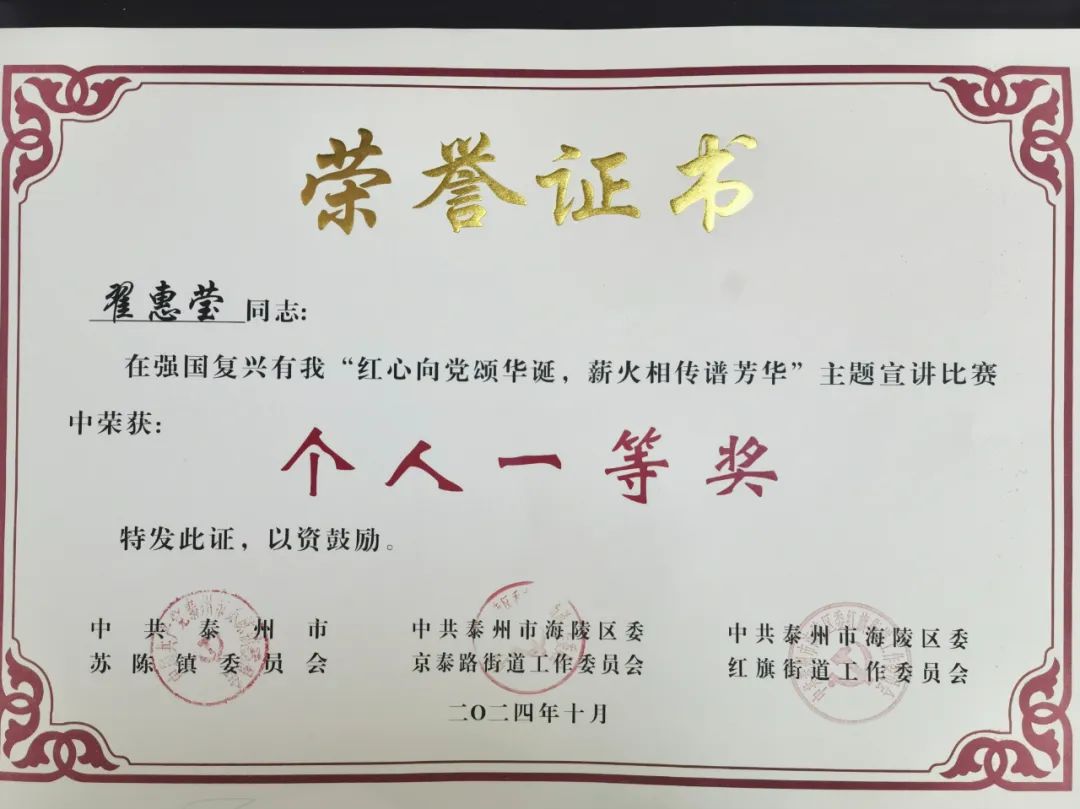 荣誉证书
翟惠莹同志:
在强国复兴有我“红心向党颂华诞,薪火相传谱芳华”主题宣讲比赛
中荣获:
个人一等奖
特发此证,以资鼓励。
中共泰州市
苏陈镇委员会
中共泰州市海陵区委
京泰路街道工作委员会
中共泰州市海陵区委
红旗街道工作委员会
二〇二四年十月